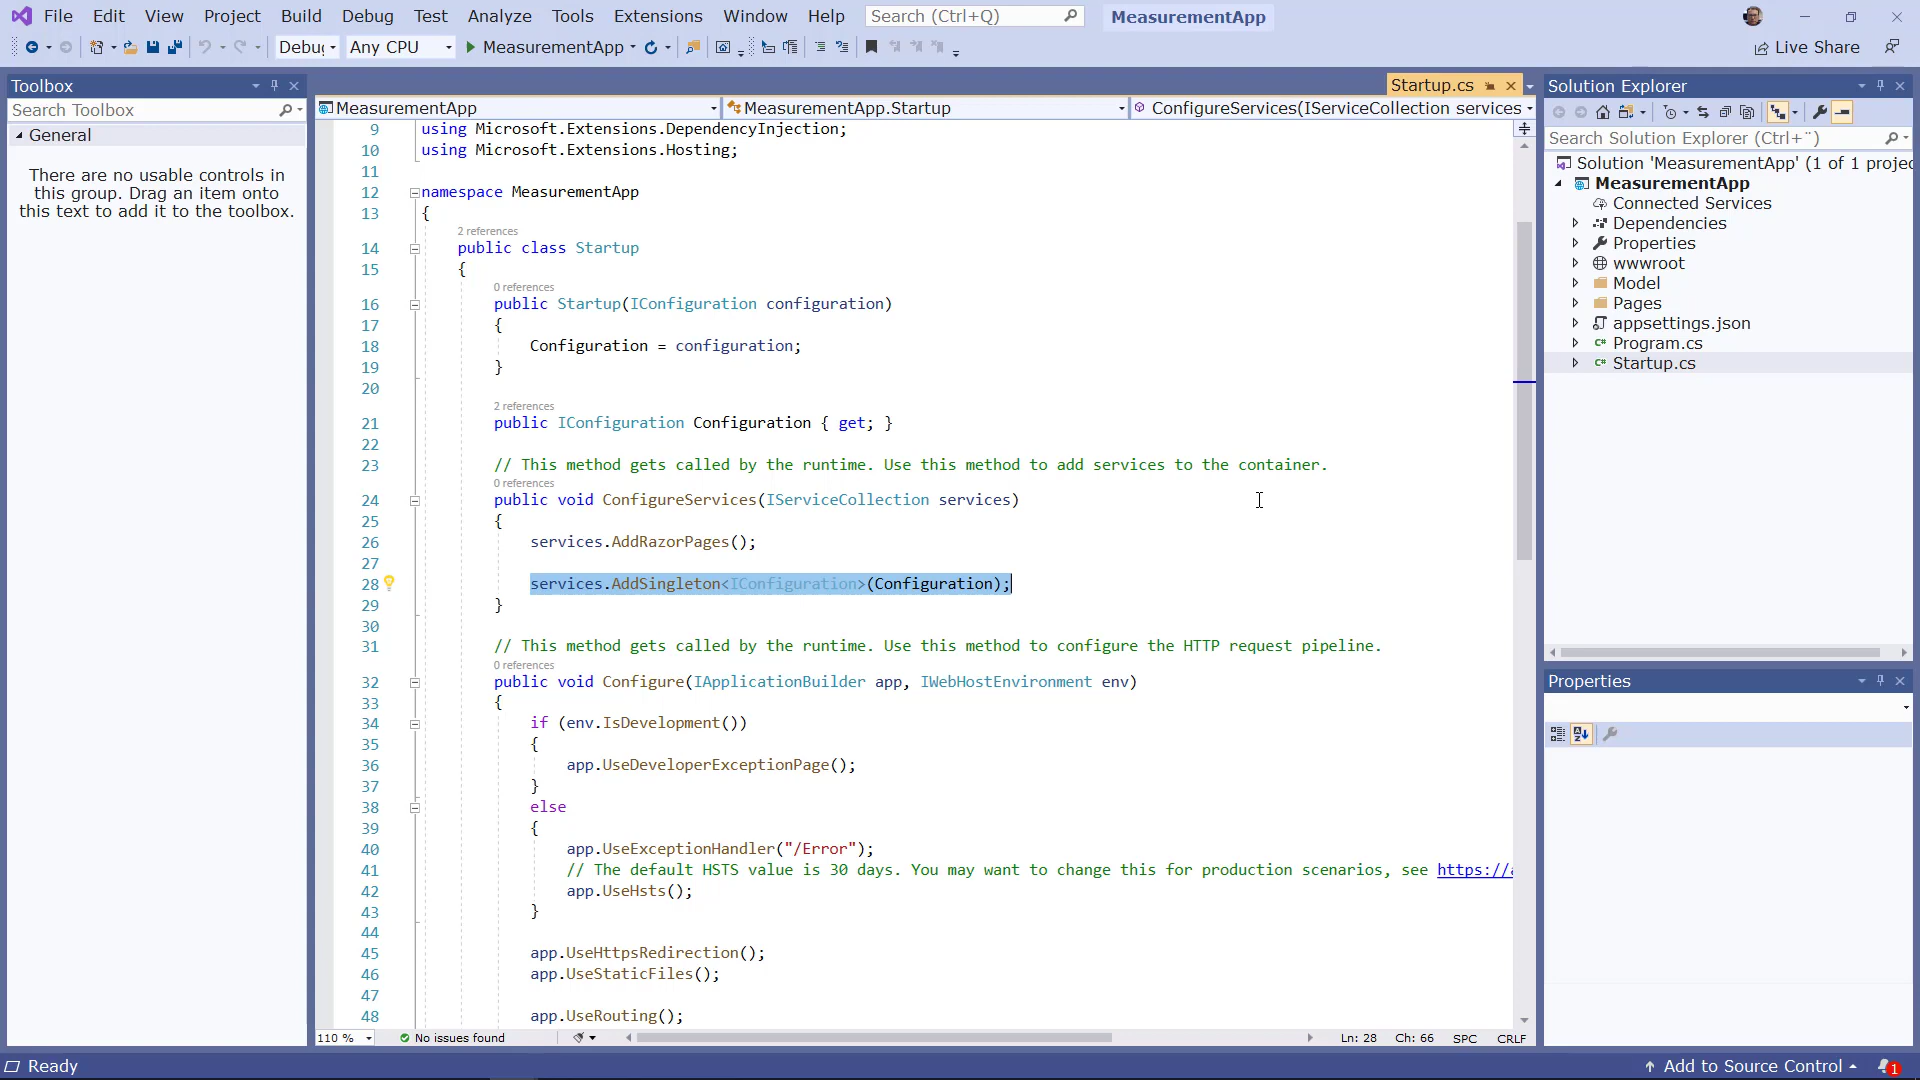 File Edit View Project Build Debug Test Analyze Tools Extensions Window Help Search (Ctrl+Q) MeasurementApp
Debug Any CPU MeasurementApp Live Share
Toolbox
Search Toolbox
General
There are no usable controls in
this group. Drag an item onto
this text to add it to the toolbox.
Startup.cs
MeasurementApp MeasurementApp.Startup ConfigureServices(IServiceCollection services
9 using Microsoft.Extensions.DependencyInjection;
10 using Microsoft.Extensions.Hosting;
11
12 namespace MeasurementApp
13 {
2 references
14 public class Startup
15 {
0 references
16 public Startup(IConfiguration configuration)
17 {
18 Configuration = configuration;
19 }
20
2 references
21 public IConfiguration Configuration { get; }
22
23 // This method gets called by the runtime. Use this method to add services to the container.
0 references
24 public void ConfigureServices(IServiceCollection services)
25 {
26 services.AddRazorPages();
27
28 services.AddSingleton<IConfiguration>(Configuration);
29 }
30
31 // This method gets called by the runtime. Use this method to configure the HTTP request pipeline.
0 references
32 public void Configure(IApplicationBuilder app, IWebHostEnvironment env)
33 {
34 if (env.IsDevelopment())
35 {
36 app.UseDeveloperExceptionPage();
37 }
38 else
39 {
40 app.UseExceptionHandler("/Error");
41 // The default HSTS value is 30 days. You may want to change this for production scenarios, see https://a
42 app.UseHsts();
43 }
44
45 app.UseHttpsRedirection();
46 app.UseStaticFiles();
47
48 app.UseRouting();
110 % No issues found Ln: 28 Ch: 66 SPC CRLF
Solution Explorer
Search Solution Explorer (Ctrl+¨)
Solution 'MeasurementApp' (1 of 1 projec
MeasurementApp
Connected Services
Dependencies
Properties
wwwroot
Model
Pages
appsettings.json
C# Program.cs
C# Startup.cs
Properties
Ready Add to Source Control 1